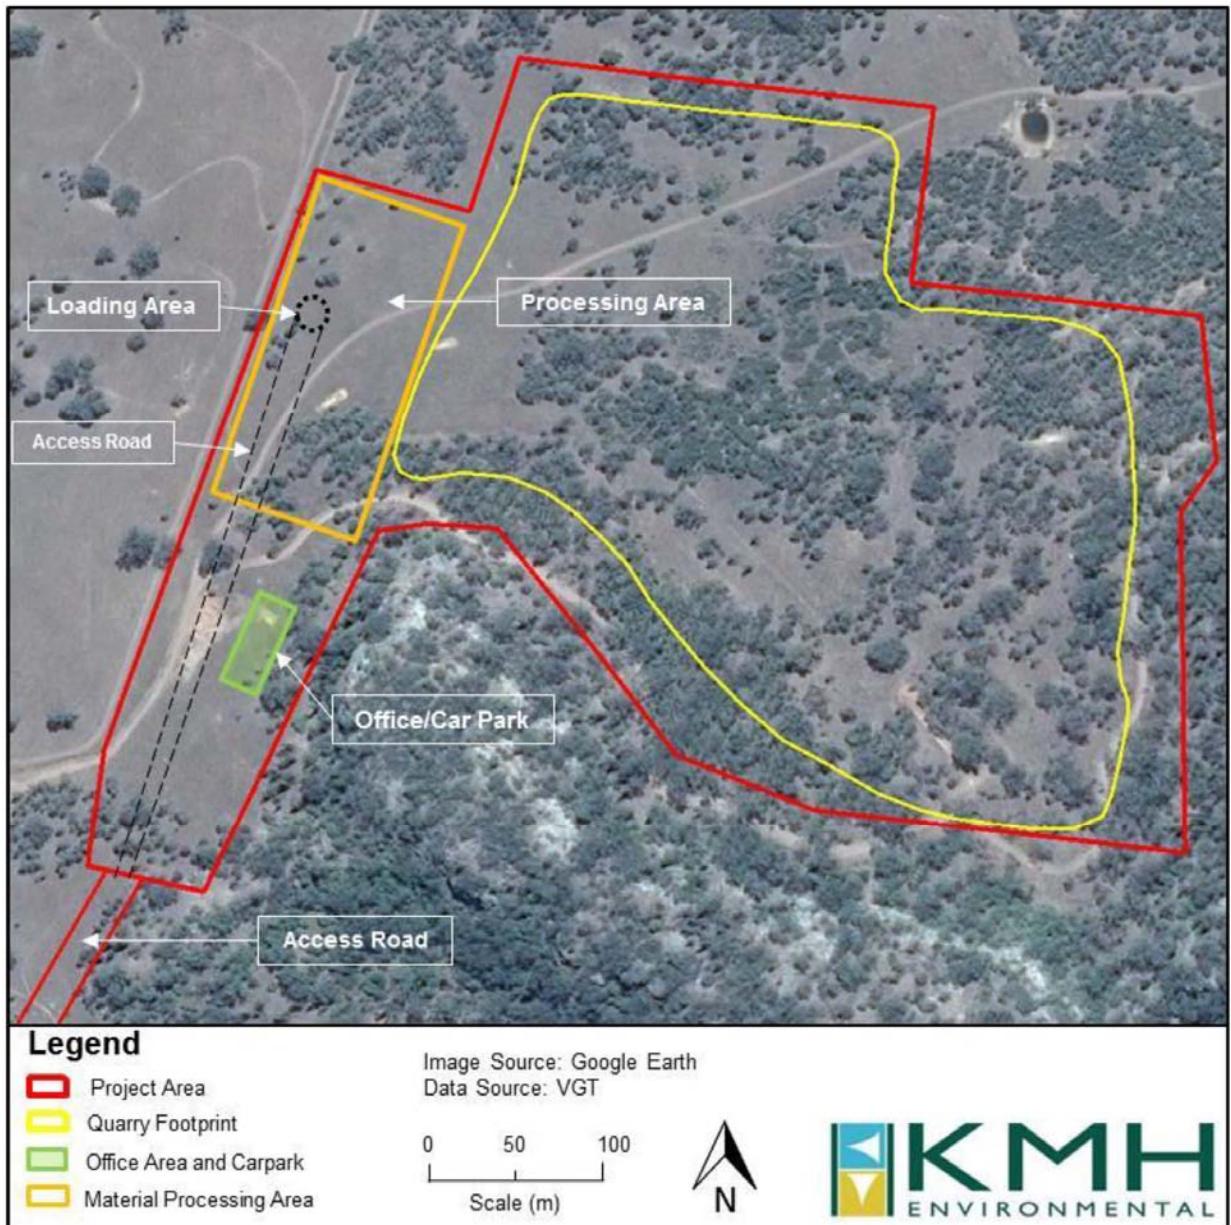 Loading Area
Processing Area
Access Road
Office/Car Park
Access Road
Legend
Project Area
Quarry Footprint
Office Area and Carpark
Material Processing Area
Image Source: Google Earth
Data Source: VGT
0 50 100
Scale (m)
N
KMH
ENVIRONMENTAL